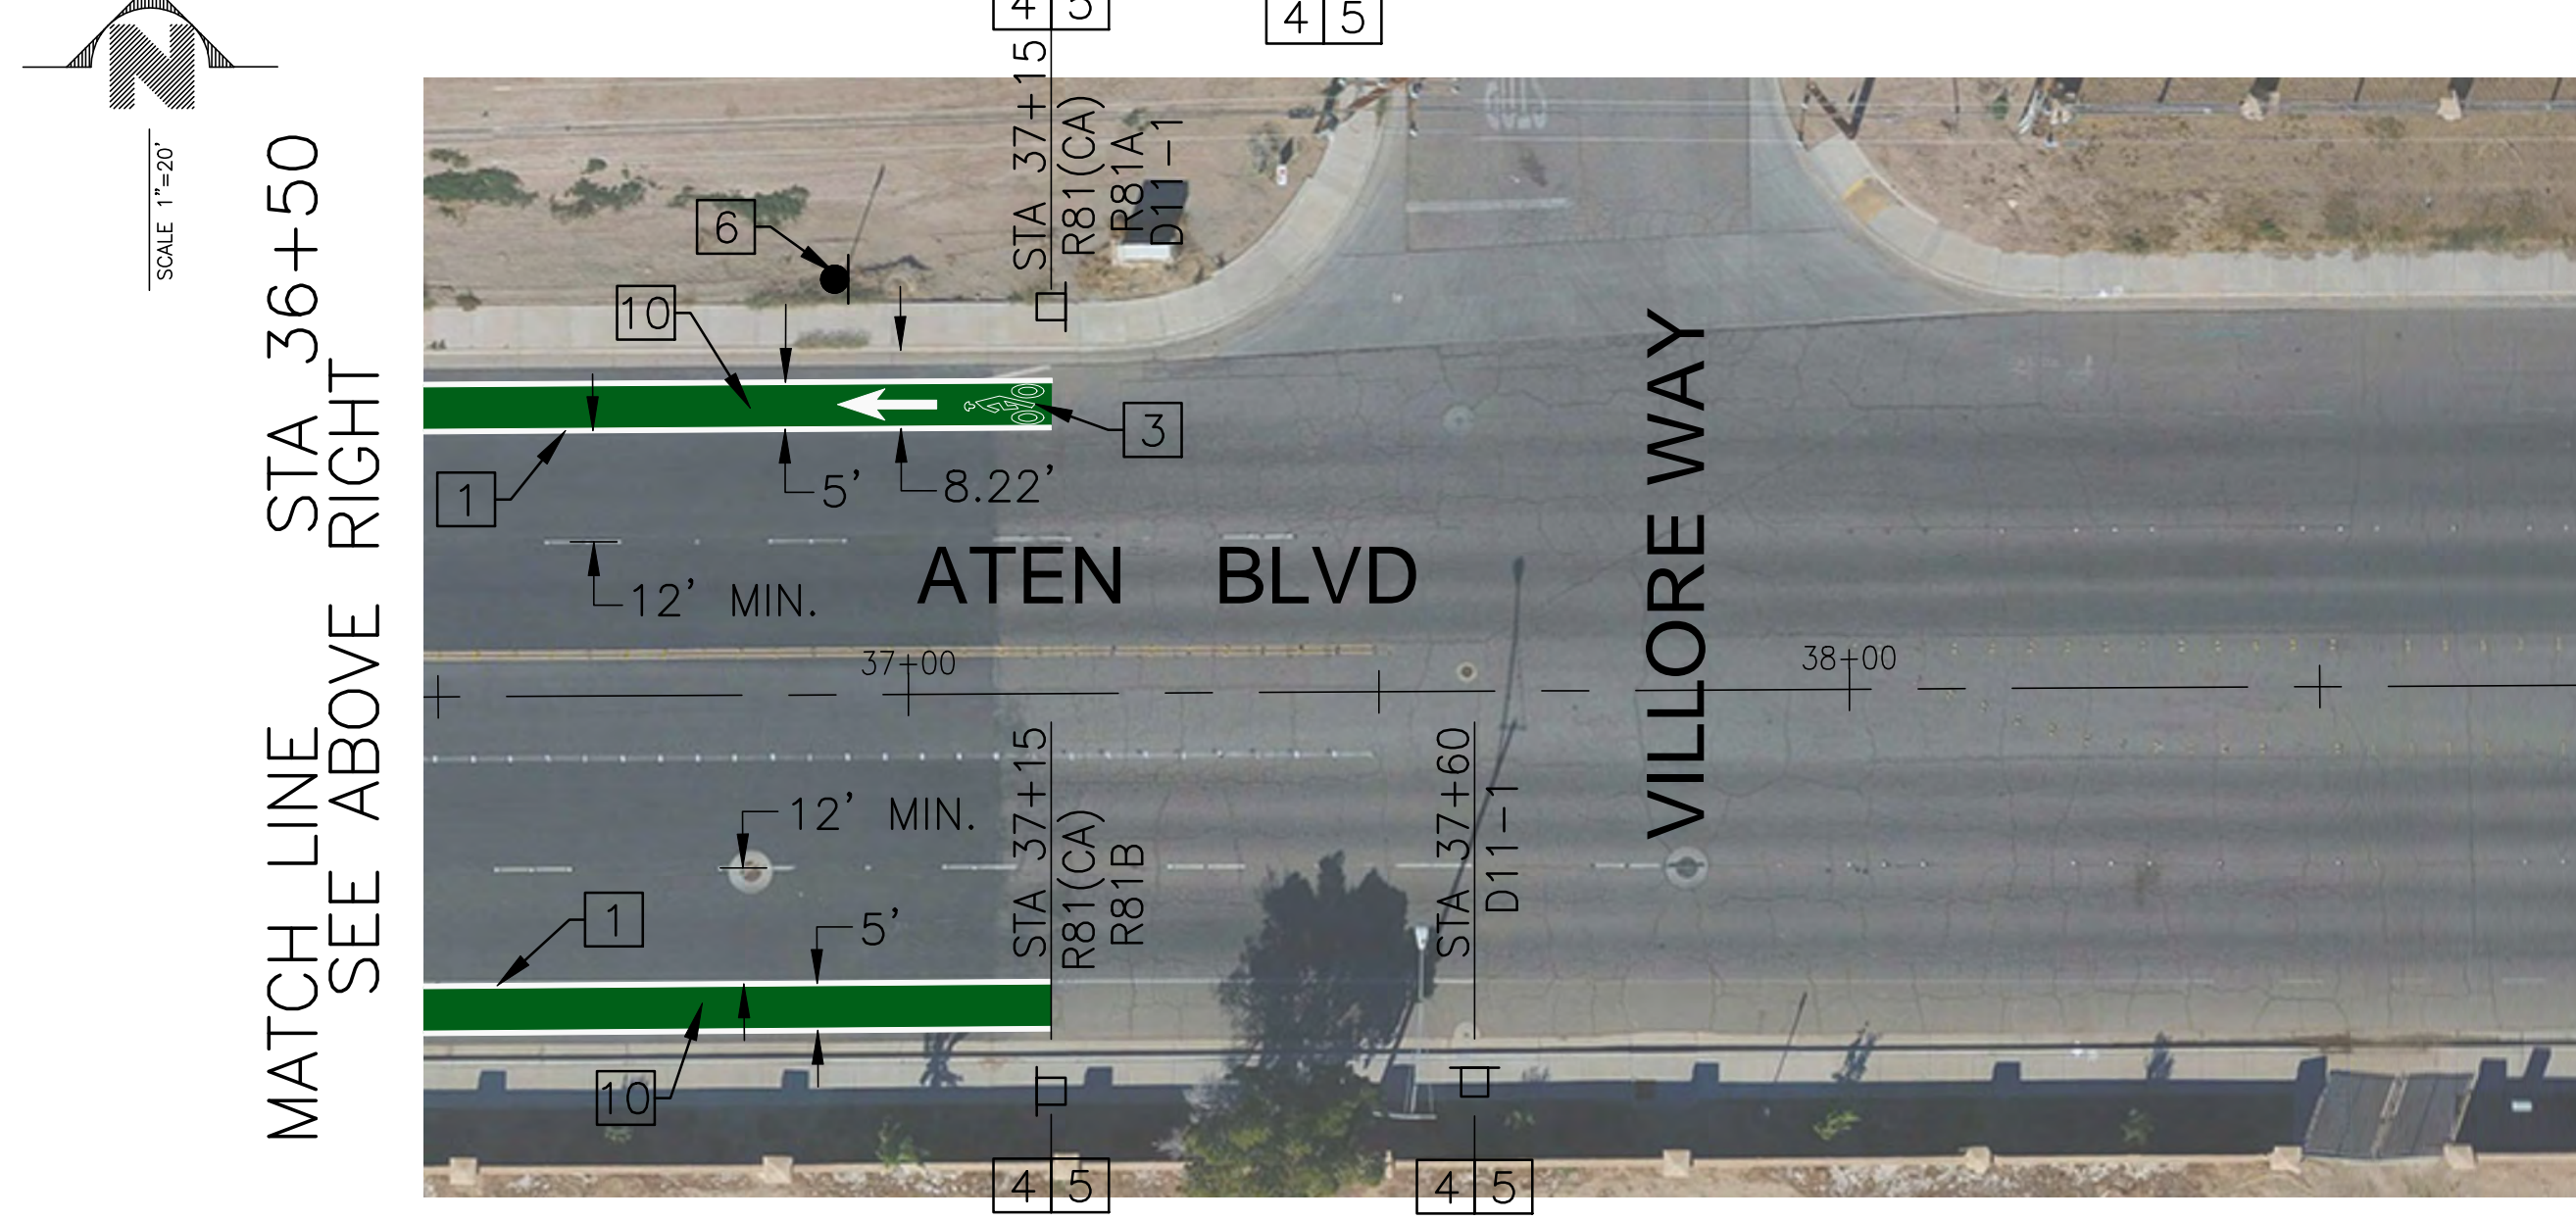 4 5
4 5
N
SCALE 1"=20'
MATCH LINE STA 36+50
SEE ABOVE RIGHT
STA 37+15
R81(CA)
R81A
D11-1
6
10
3
1
5'
8.22'
12' MIN.
ATEN BLVD
VILLORE WAY
37+00
38+00
12' MIN.
STA 37+15
R81(CA)
R81B
STA 37+60
D11-1
1
5'
10
4 5
4 5